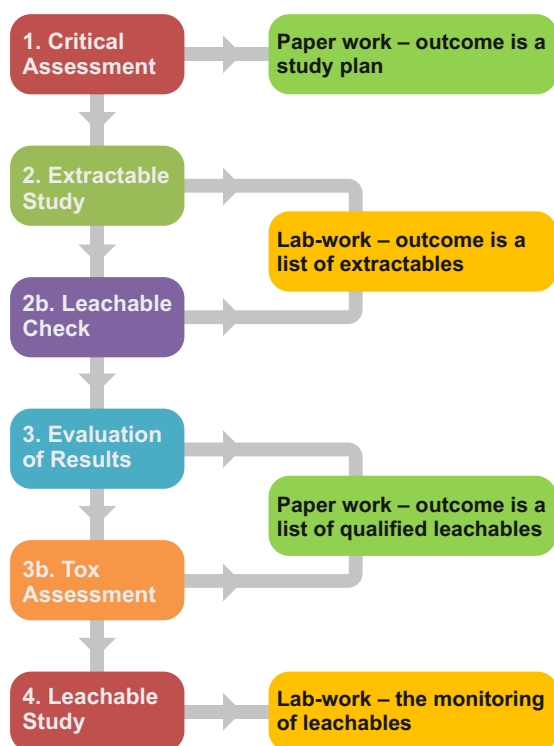 1. Critical
Assessment
Paper work – outcome is a
study plan
2. Extractable
Study
Lab-work – outcome is a
list of extractables
2b. Leachable
Check
3. Evaluation
of Results
Paper work – outcome is a
list of qualified leachables
3b. Tox
Assessment
4. Leachable
Study
Lab-work – the monitoring
of leachables